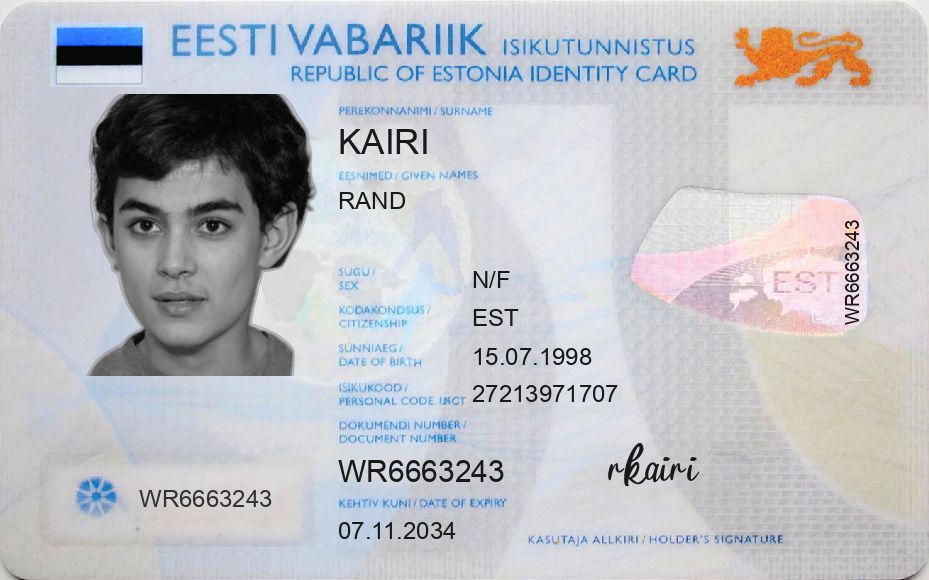 EESTI VABARIIK ISIKUTUNNISTUS
REPUBLIC OF ESTONIA IDENTITY CARD
PEREKONNANIMI / SURNAME
KAIRI
EESNIMED / GIVEN NAMES
RAND
SUGU / SEX
N/F
KODAKONDSUS / CITIZENSHIP
EST
SÜNNIAEG / DATE OF BIRTH
15.07.1998
ISIKUKOOD / PERSONAL CODE
27213971707
DOKUMENDI NUMBER / DOCUMENT NUMBER
WR6663243
KEHTIV KUNI / DATE OF EXPIRY
07.11.2034
WR6663243
EST
WR6663243
rkairi
KASUTAJA ALLKIRI / HOLDER'S SIGNATURE